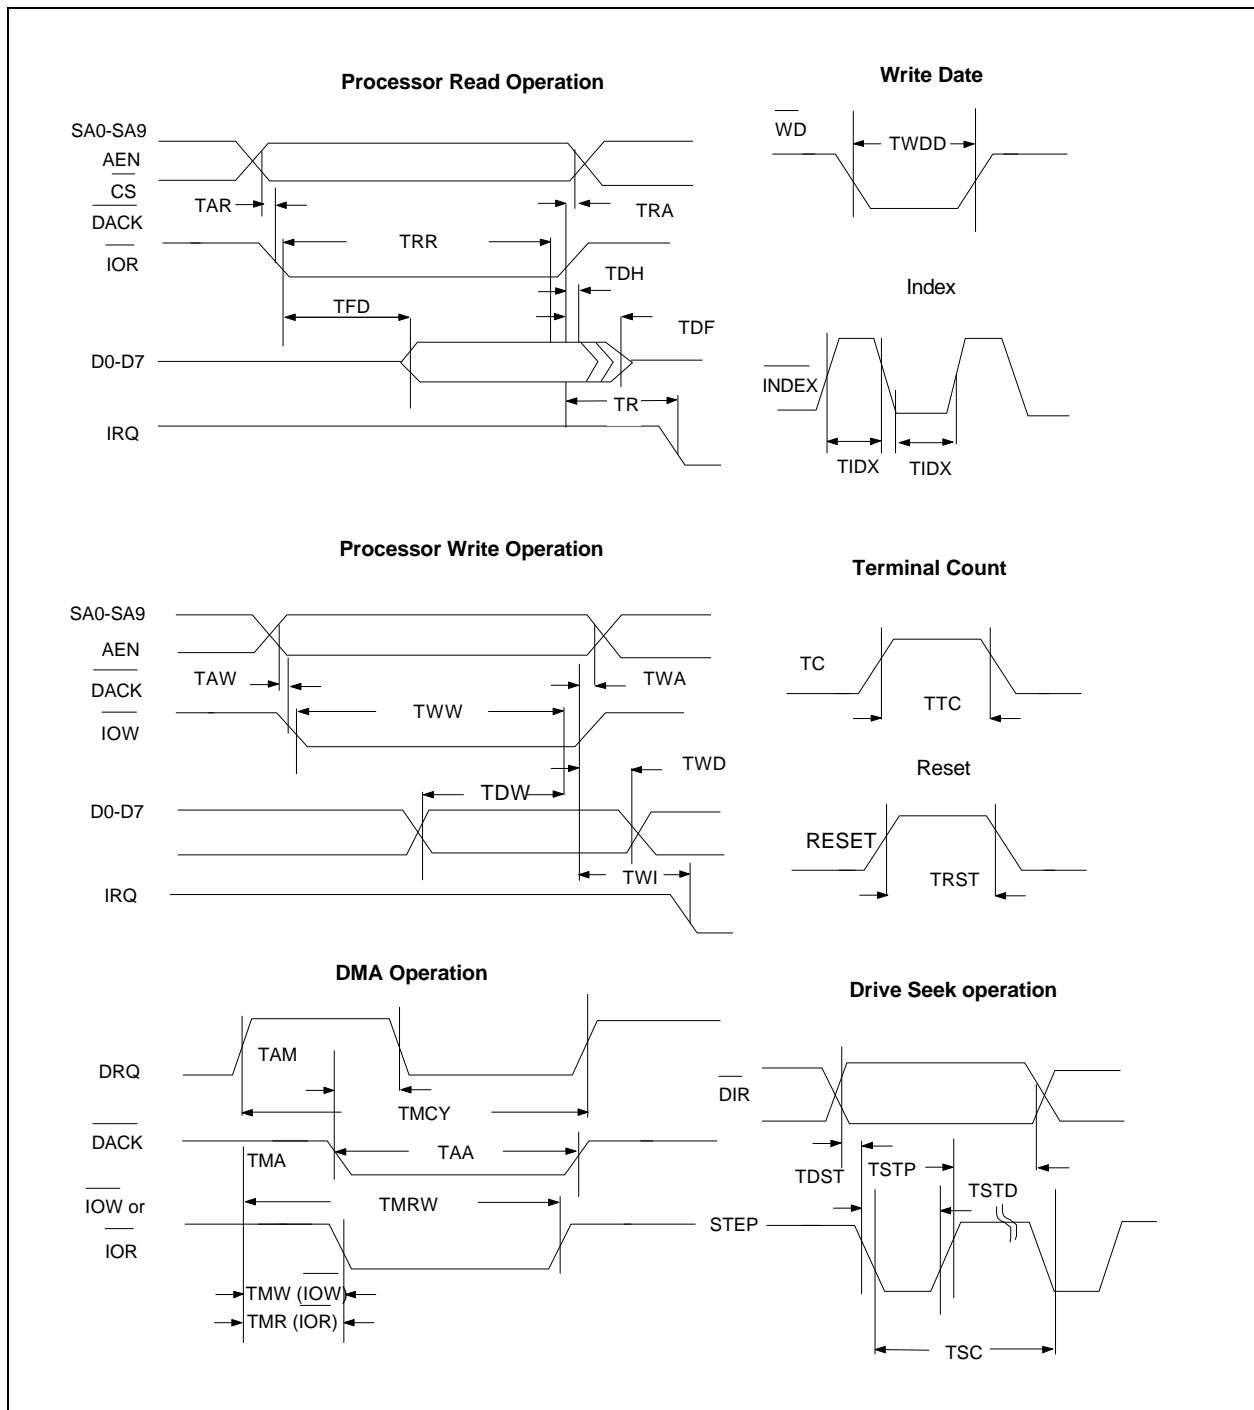 Processor Read Operation
SA0-SA9
AEN
CS
DACK
TAR
TRA
IOR
TRR
TDH
TFD
TDF
D0-D7
TR
IRQ
Write Date
WD
TWDD
Index
INDEX
TIDX
TIDX
Processor Write Operation
SA0-SA9
AEN
DACK
TAW
TWA
IOW
TWW
TWD
TDW
D0-D7
TWI
IRQ
Terminal Count
TC
TTC
Reset
RESET
TRST
DMA Operation
TAM
DRQ
TMCY
DACK
TMA
TAA
IOW or
IOR
TMRW
TMW (IOW)
TMR (IOR)
Drive Seek operation
DIR
TDST
TSTP
TSTD
STEP
TSC